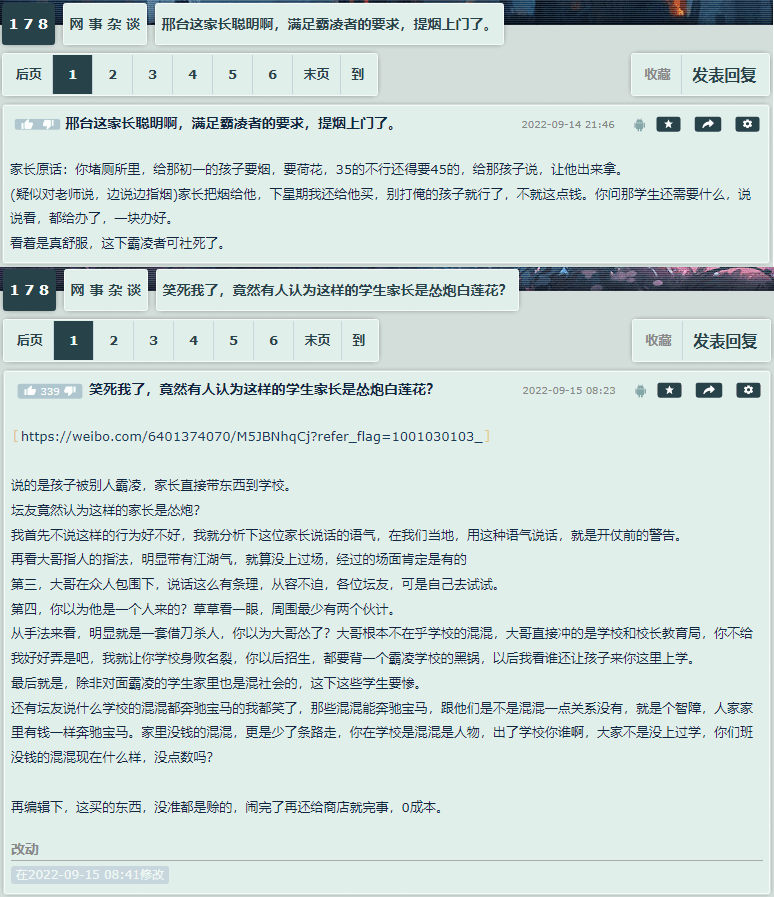 178 网事杂谈 邢台这家长聪明啊，满足霸凌者的要求，提烟上门了。
后页 1 2 3 4 5 6 末页 到 收藏 发表回复
邢台这家长聪明啊，满足霸凌者的要求，提烟上门了。 2022-09-14 21:46
家长原话：你堵厕所里，给那初一的孩子要烟，要荷花，35的不行还得要45的，给那孩子说，让他出来拿。
(疑似对老师说，边说边指烟)家长把烟给他，下星期我还给他买，别打俺的孩子就行了，不就这点钱。你问那学生还需要什么，说
说看，都给办了，一块办好。
看着是真舒服，这下霸凌者可社死了。
178 网事杂谈 笑死我了，竟然有人认为这样的学生家长是怂炮白莲花？
后页 1 2 3 4 5 6 末页 到 收藏 发表回复
339 笑死我了，竟然有人认为这样的学生家长是怂炮白莲花？ 2022-09-15 08:23
[https://weibo.com/6401374070/M5JBNhqCj?refer_flag=1001030103_]
说的是孩子被别人霸凌，家长直接带东西到学校。
坛友竟然认为这样的家长是怂炮？
我首先不说这样的行为好不好，我就分析下这位家长说话的语气，在我们当地，用这种语气说话，就是开仗前的警告。
再看大哥指人的指法，明显带有江湖气，就算没上过场，经过的场面肯定是有的
第三，大哥在众人包围下，说话这么有条理，从容不迫，各位坛友，可是自己去试试。
第四，你以为他是一个人来的？草草看一眼，周围最少有两个伙计。
从手法来看，明显就是一套借刀杀人，你以为大哥怂了？大哥根本不在乎学校的混混，大哥直接冲的是学校和校长教育局，你不给
我好好弄是吧，我就让你学校身败名裂，你以后招生，都要背一个霸凌学校的黑锅，以后我看谁还让孩子来你这里上学。
最后就是，除非对面霸凌的学生家里也是混社会的，这下这些学生要惨。
还有坛友说什么学校的混混都奔驰宝马的我都笑了，那些混混能奔驰宝马，跟他们是不是混混一点关系没有，就是个智障，人家家
里有钱一样奔驰宝马。家里没钱的混混，更是少了条路走，你在学校是混混是人物，出了学校你谁啊，大家不是没上过学，你们班
没钱的混混现在什么样，没点数吗？
再编辑下，这买的东西，没准都是赊的，闹完了再还给商店就完事，0成本。
改动
在2022-09-15 08:41修改